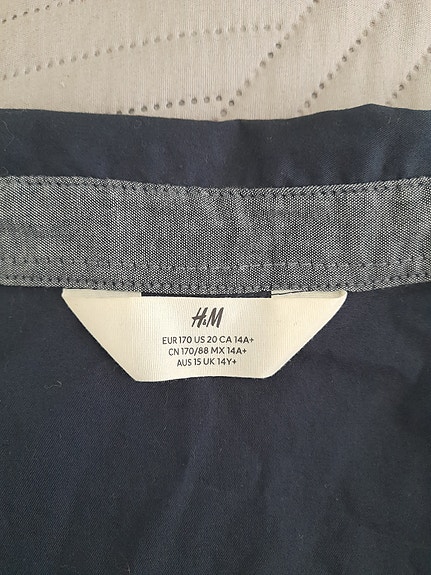 H&M
EUR 170 US 20 CA 14A+
CN 170/88 MX 14A+
AUS 15 UK 14Y+